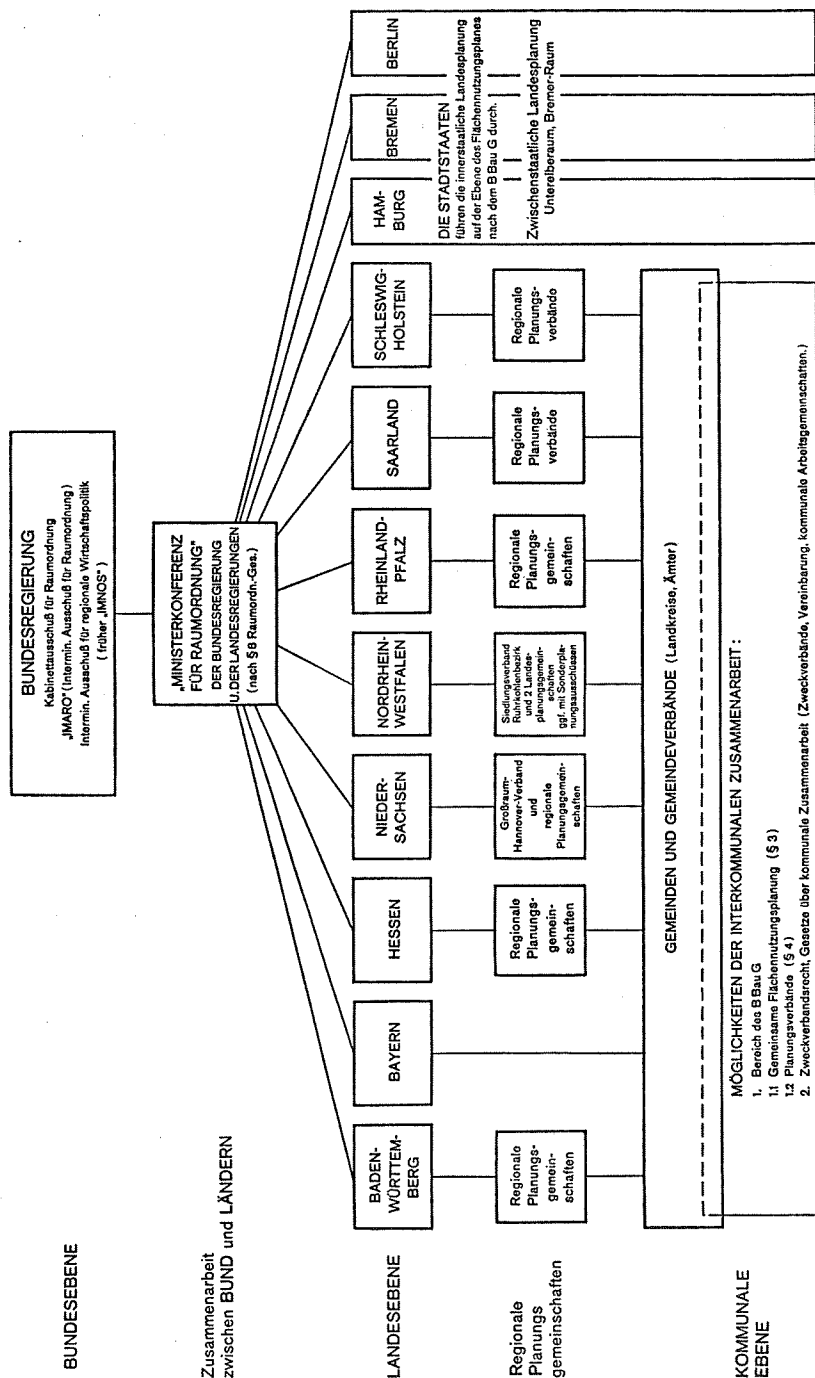 BUNDESEBENE
BUNDESREGIERUNG
Kabinettausschuß für Raumordnung
„IMARO" (Intermin. Ausschuß für Raumordnung)
Intermin. Ausschuß für regionale Wirtschaftspolitik
( früher „IMNOS" )
Zusammenarbeit
zwischen BUND und LÄNDERN
„MINISTERKONFERENZ
FÜR RAUMORDNUNG"
DER BUNDESREGIERUNG
U. DER LANDESREGIERUNGEN
(nach § 8 Raumordn.-Ges.)
LANDESEBENE
BADEN-
WÜRTTEM-
BERG
BAYERN
HESSEN
NIEDER-
SACHSEN
NORDRHEIN-
WESTFALEN
RHEINLAND-
PFALZ
SAARLAND
SCHLESWIG-
HOLSTEIN
HAM-
BURG
BREMEN
BERLIN
DIE STADTSTAATEN
führen die innerstaatliche Landesplanung
auf der Ebene des Flächennutzungsplanes
nach dem B Bau G durch.
Zwischenstaatliche Landesplanung
Unterelberaum, Bremer-Raum
Regionale
Planungs
gemeinschaften
Regionale
Planungs-
gemein-
schaften
Regionale
Planungs-
gemein-
schaften
Großraum-
Hannover-Verband
und
regionale
Planungsgemein-
schaften
Siedlungsverband
Ruhrkohlenbezirk
und 2 Landes-
planungsgemein-
schaften
ggf. mit Sonderpla-
nungsausschüssen
Regionale
Planungs-
gemein-
schaften
Regionale
Planungs-
verbände
Regionale
Planungs-
verbände
KOMMUNALE
EBENE
GEMEINDEN UND GEMEINDEVERBÄNDE (Landkreise, Ämter)
MÖGLICHKEITEN DER INTERKOMMUNALEN ZUSAMMENARBEIT :
1. Bereich des B Bau G
1.1 Gemeinsame Flächennutzungsplanung (§ 3)
1.2 Planungsverbände (§ 4)
2. Zweckverbandsrecht, Gesetze über kommunale Zusammenarbeit (Zweckverbände, Vereinbarung, kommunale Arbeitsgemeinschaften.)